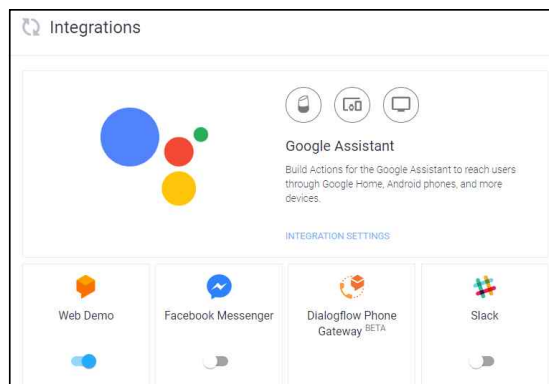 Integrations
Google Assistant
Build Actions for the Google Assistant to reach users
through Google Home, Android phones, and more
devices.
INTEGRATION SETTINGS
Web Demo
Facebook Messenger
Dialogflow Phone
Gateway BETA
Slack